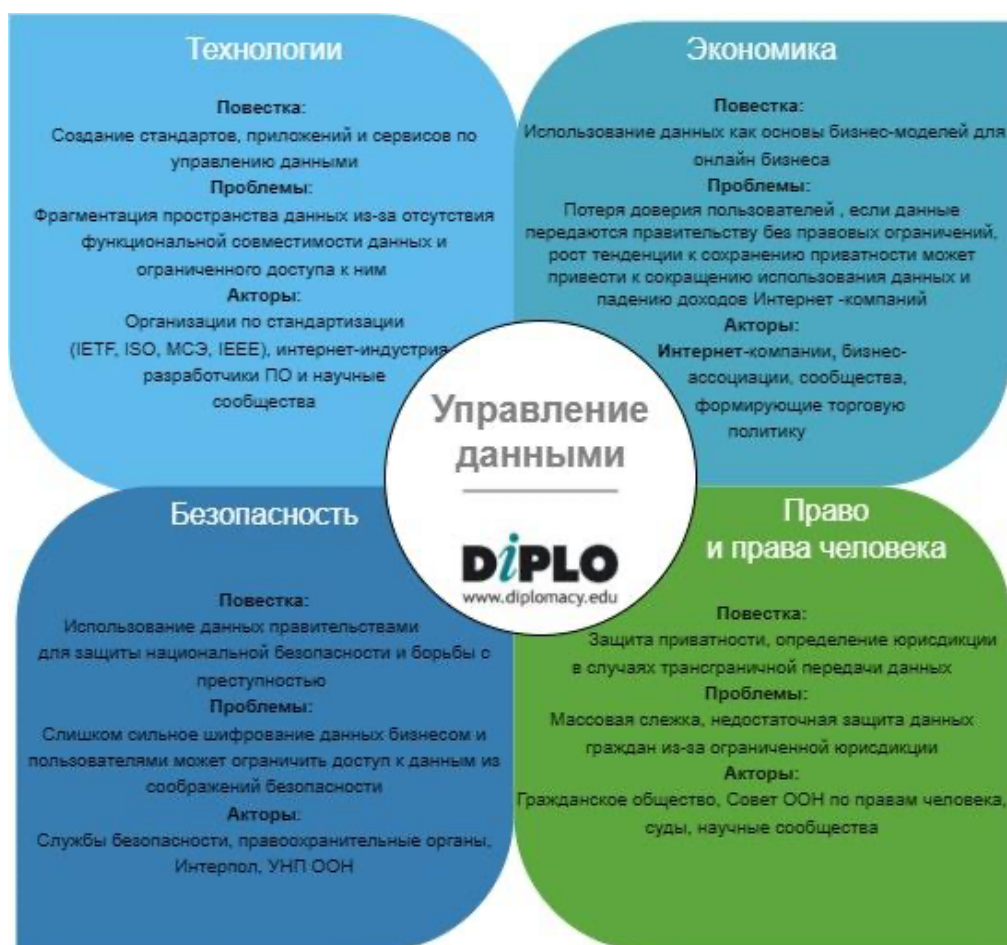 Технологии
Повестка:
Создание стандартов, приложений и сервисов по
управлению данными
Проблемы:
Фрагментация пространства данных из-за отсутствия
функциональной совместимости данных и
ограниченного доступа к ним
Акторы:
Организации по стандартизации
(IETF, ISO, МСЭ, IEEE), интернет-индустрия
разработчики ПО и научные
сообщества
Экономика
Повестка:
Использование данных как основы бизнес-моделей для
онлайн бизнеса
Проблемы:
Потеря доверия пользователей , если данные
передаются правительству без правовых ограничений,
рост тенденции к сохранению приватности может
привести к сокращению использования данных и
падению доходов Интернет -компаний
Акторы:
Интернет-компании, бизнес-
ассоциации, сообщества,
формирующие торговую
политику
Управление
данными
DiPLO
www.diplomacy.edu
Безопасность
Повестка:
Использование данных правительствами
для защиты национальной безопасности и борьбы с
преступностью
Проблемы:
Слишком сильное шифрование данных бизнесом и
пользователями может ограничить доступ к данным из
соображений безопасности
Акторы:
Службы безопасности, правоохранительные органы,
Интерпол, УНП ООН
Право
и права человека
Повестка:
Защита приватности, определение юрисдикции
в случаях трансграничной передачи данных
Проблемы:
Массовая слежка, недостаточная защита данных
граждан из-за ограниченной юрисдикции
Акторы:
Гражданское общество, Совет ООН по правам человека,
суды, научные сообщества